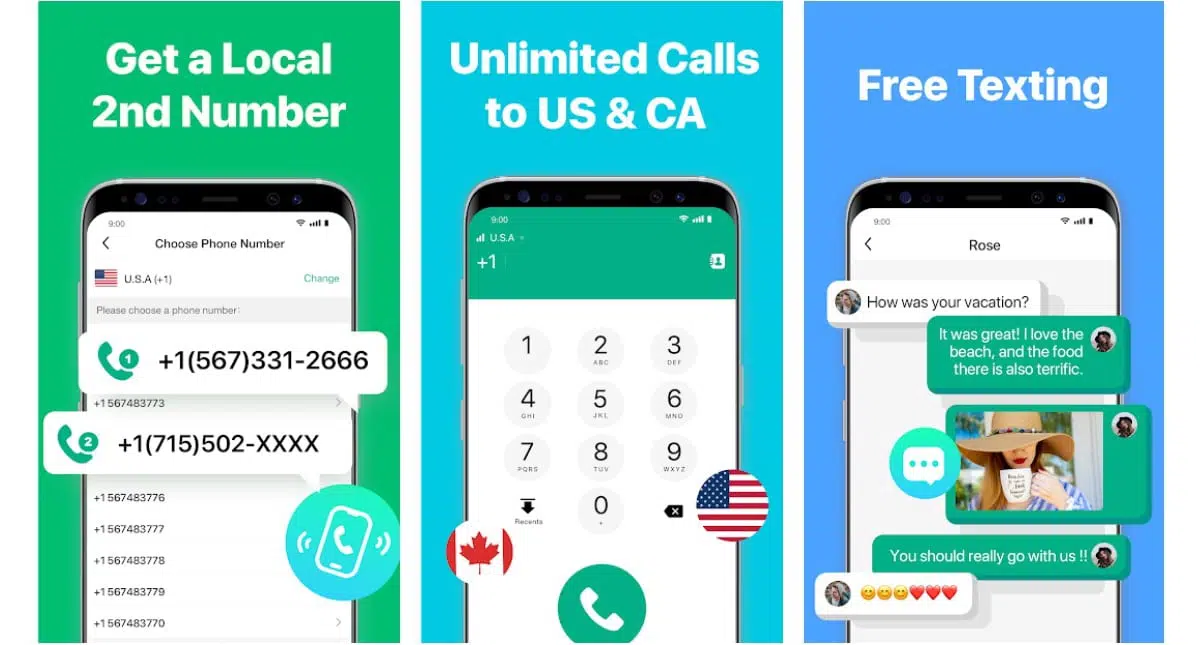 Get a Local
2nd Number
9:00
Choose Phone Number
U.S.A (+1)
Change
Please choose a phone number:
1
+1(567)331-2666
+1 567483773
2
+1(715)502-XXXX
+1 567483776
+1 567483777
+1 567483778
+1 567483779
+1 567483770
Unlimited Calls
to US & CA
9:00
U.S.A
+1
1
2
ABC
3
DEF
4
GHI
5
JKL
6
MNO
7
PQRS
8
TUV
9
WXYZ
Recents
0
+
Free Texting
9:00
Rose
How was your vacation?
It was great! I love the
beach, and the food
there is also terrific.
You should really go with us !!
😊😊😊❤️❤️❤️